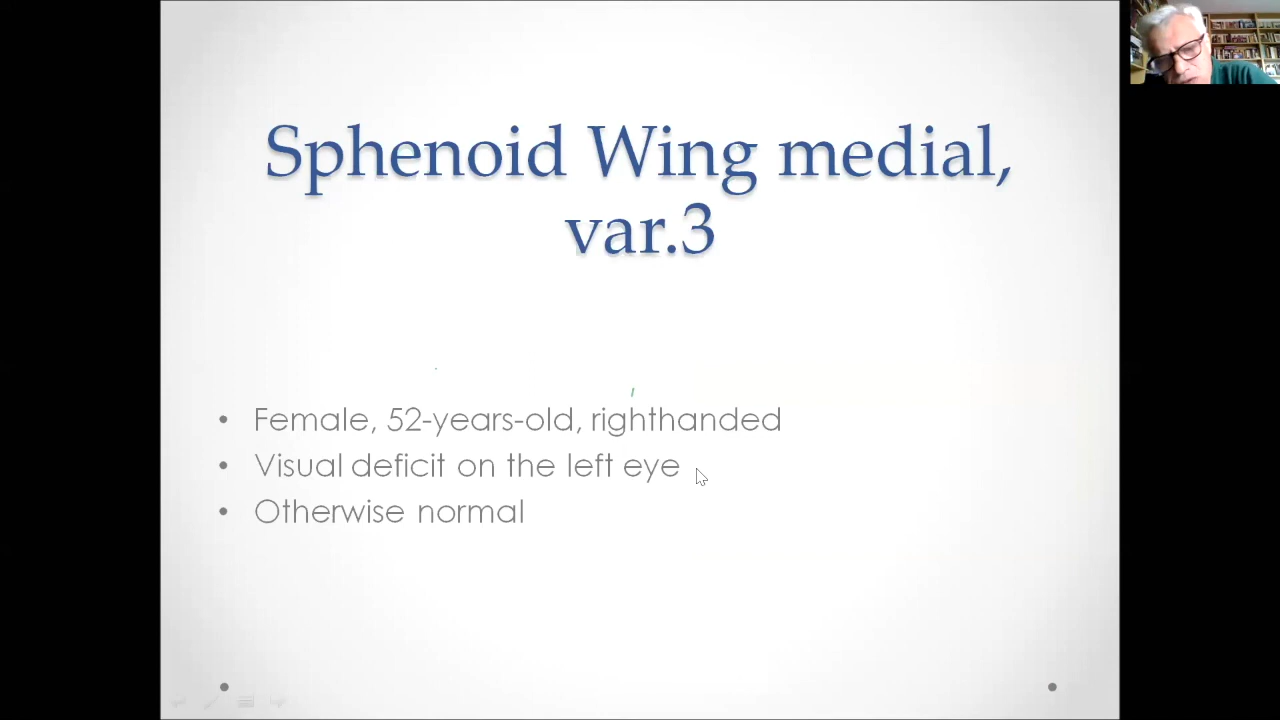 Sphenoid Wing medial,
var.3
• Female, 52-years-old, righthanded
• Visual deficit on the left eye
• Otherwise normal